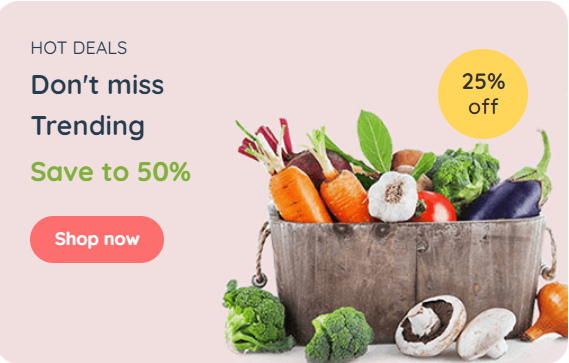 HOT DEALS
Don't miss
Trending
Save to 50%
Shop now
25%
off